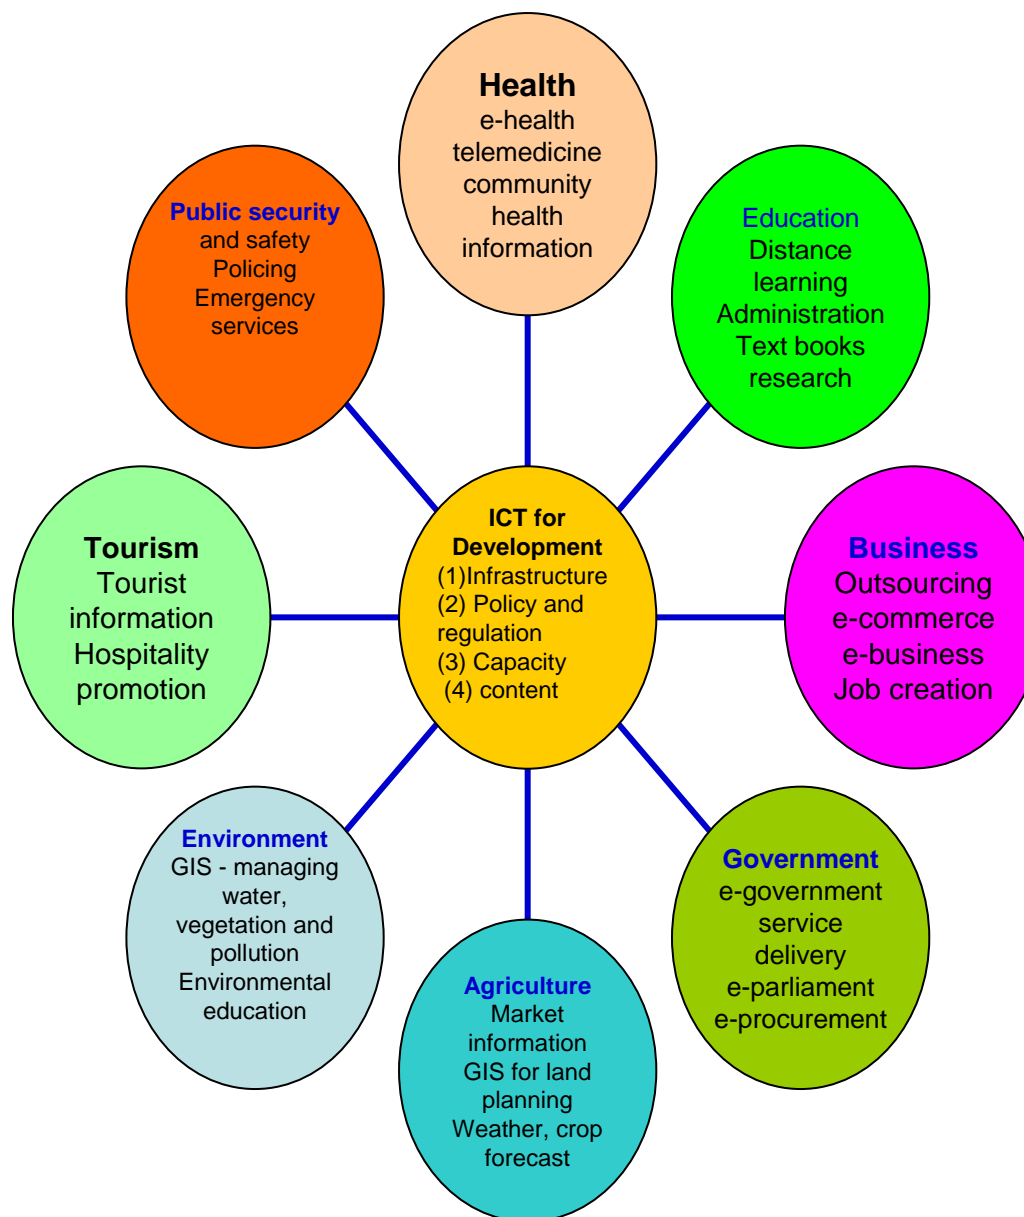 Health
e-health
telemedicine
community
health
information
Public security
and safety
Policing
Emergency
services
Education
Distance
learning
Administration
Text books
research
ICT for
Development
(1)Infrastructure
(2) Policy and
regulation
(3) Capacity
(4) content
Tourism
Tourist
information
Hospitality
promotion
Business
Outsourcing
e-commerce
e-business
Job creation
Environment
GIS - managing
water,
vegetation and
pollution
Environmental
education
Government
e-government
service
delivery
e-parliament
e-procurement
Agriculture
Market
information
GIS for land
planning
Weather, crop
forecast